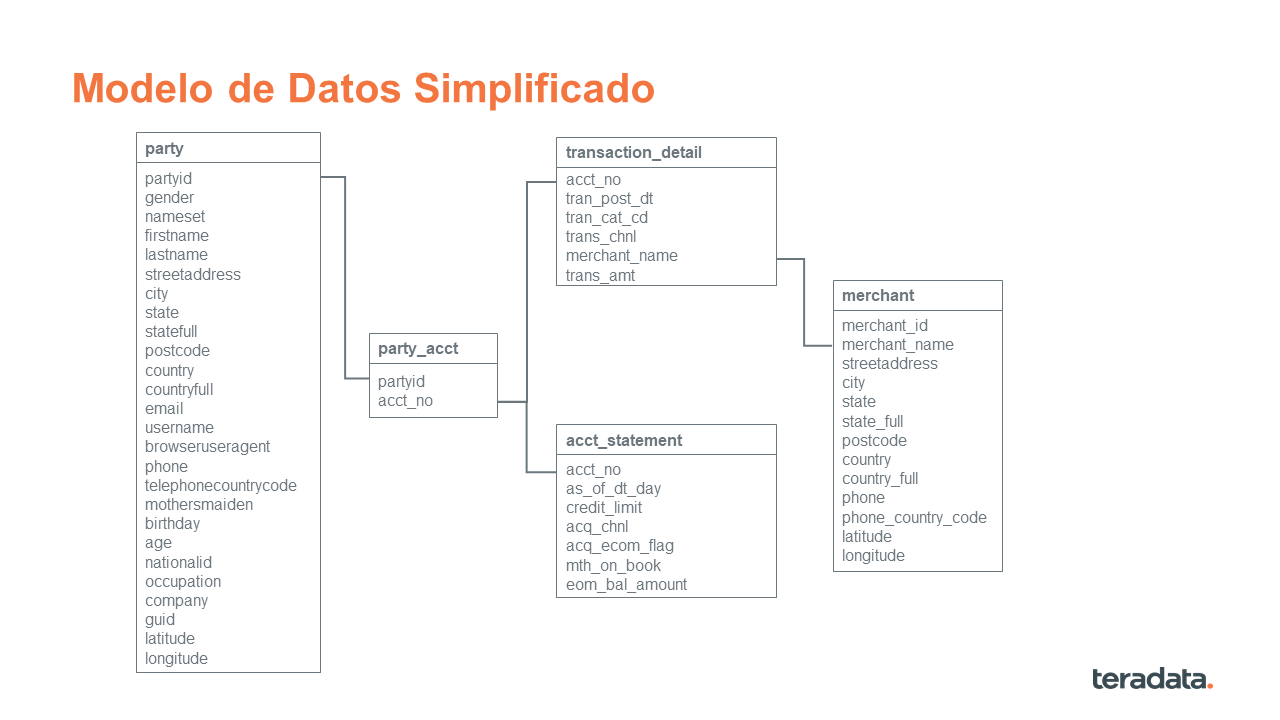 Modelo de Datos Simplificado
party
partyid
gender
nameset
firstname
lastname
streetaddress
city
state
statefull
postcode
country
countryfull
email
username
browseruseragent
phone
telephonecountrycode
mothersmaiden
birthday
age
nationalid
occupation
company
guid
latitude
longitude
party_acct
partyid
acct_no
transaction_detail
acct_no
tran_post_dt
tran_cat_cd
trans_chnl
merchant_name
trans_amt
acct_statement
acct_no
as_of_dt_day
credit_limit
acq_chnl
acq_ecom_flag
mth_on_book
eom_bal_amount
merchant
merchant_id
merchant_name
streetaddress
city
state
state_full
postcode
country
country_full
phone
phone_country_code
latitude
longitude
teradata.